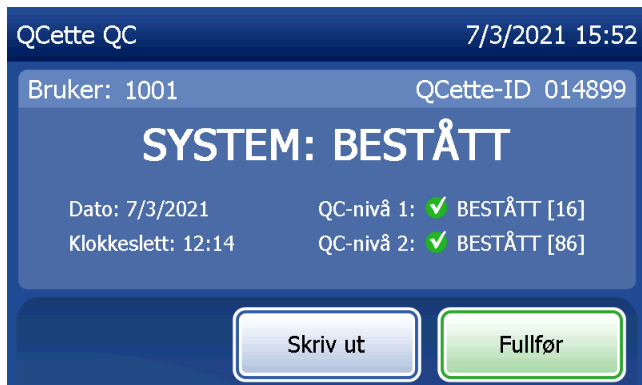 QCette QC 7/3/2021 15:52
Bruker: 1001 QCette-ID 014899
SYSTEM: BESTÅTT
Dato: 7/3/2021 QC-nivå 1: BESTÅTT [16]
Klokkeslett: 12:14 QC-nivå 2: BESTÅTT [86]
Skriv ut Fullfør